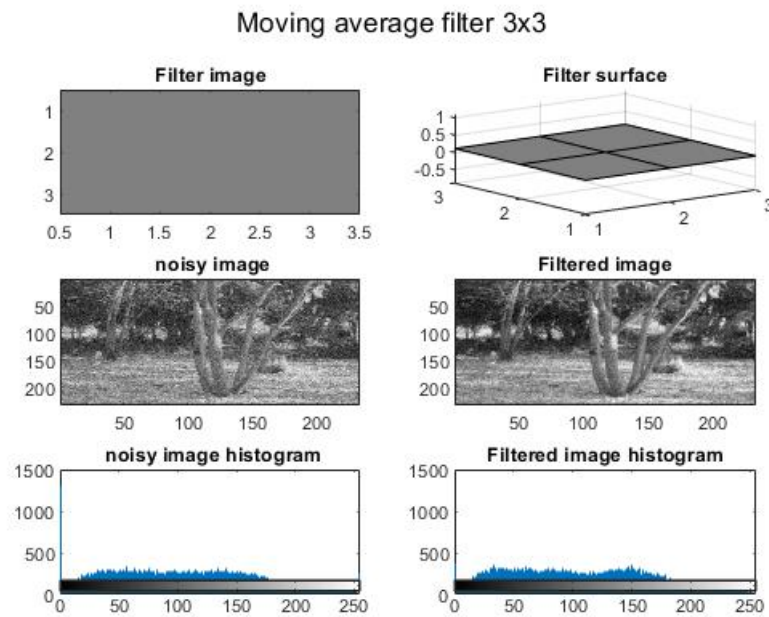 Moving average filter 3x3
Filter image
1
2
3
0.5 1 1.5 2 2.5 3 3.5
Filter surface
1
0.5
0
-0.5
3
2
1
1
2
3
noisy image
50
100
150
200
50 100 150 200
Filtered image
50
100
150
200
50 100 150 200
noisy image histogram
1500
1000
500
0
0 50 100 150 200 250
Filtered image histogram
1500
1000
500
0
0 50 100 150 200 250